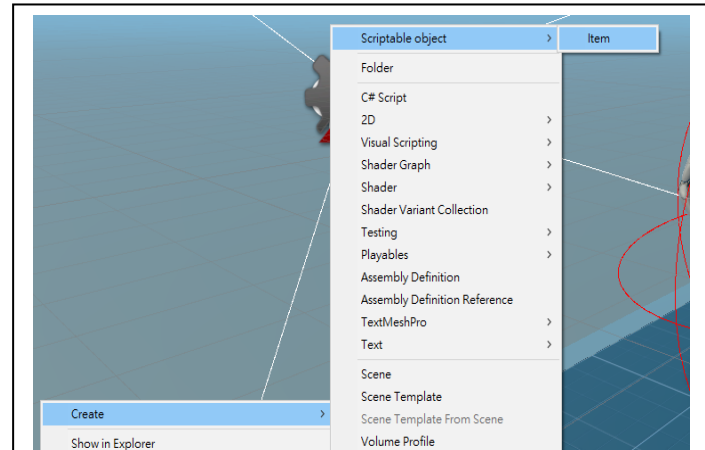 Scriptable object
Item
Folder
C# Script
2D
Visual Scripting
Shader Graph
Shader
Shader Variant Collection
Testing
Playables
Assembly Definition
Assembly Definition Reference
TextMeshPro
Text
Scene
Scene Template
Scene Template From Scene
Volume Profile
Create
Show in Explorer